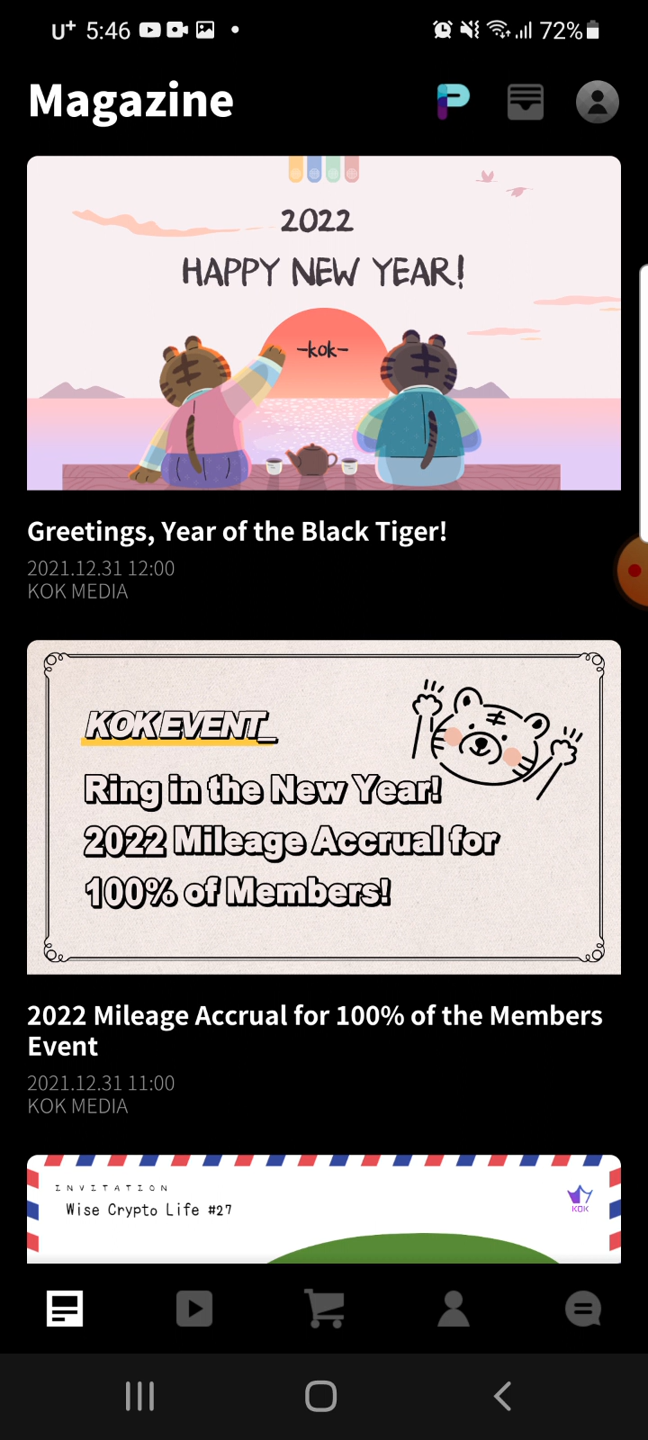 U+ 5:46 72%
Magazine
2022
HAPPY NEW YEAR!
-kok-
Greetings, Year of the Black Tiger!
2021.12.31 12:00
KOK MEDIA
KOK EVENT_
Ring in the New Year!
2022 Mileage Accrual for
100% of Members!
2022 Mileage Accrual for 100% of the Members
Event
2021.12.31 11:00
KOK MEDIA
INVITATION
Wise Crypto Life #27
KOK